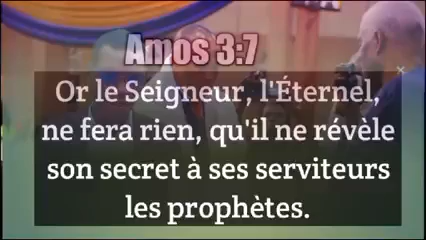 Amos 3:7
Or le Seigneur, l'Éternel,
ne fera rien, qu'il ne révèle
son secret à ses serviteurs
les prophètes.